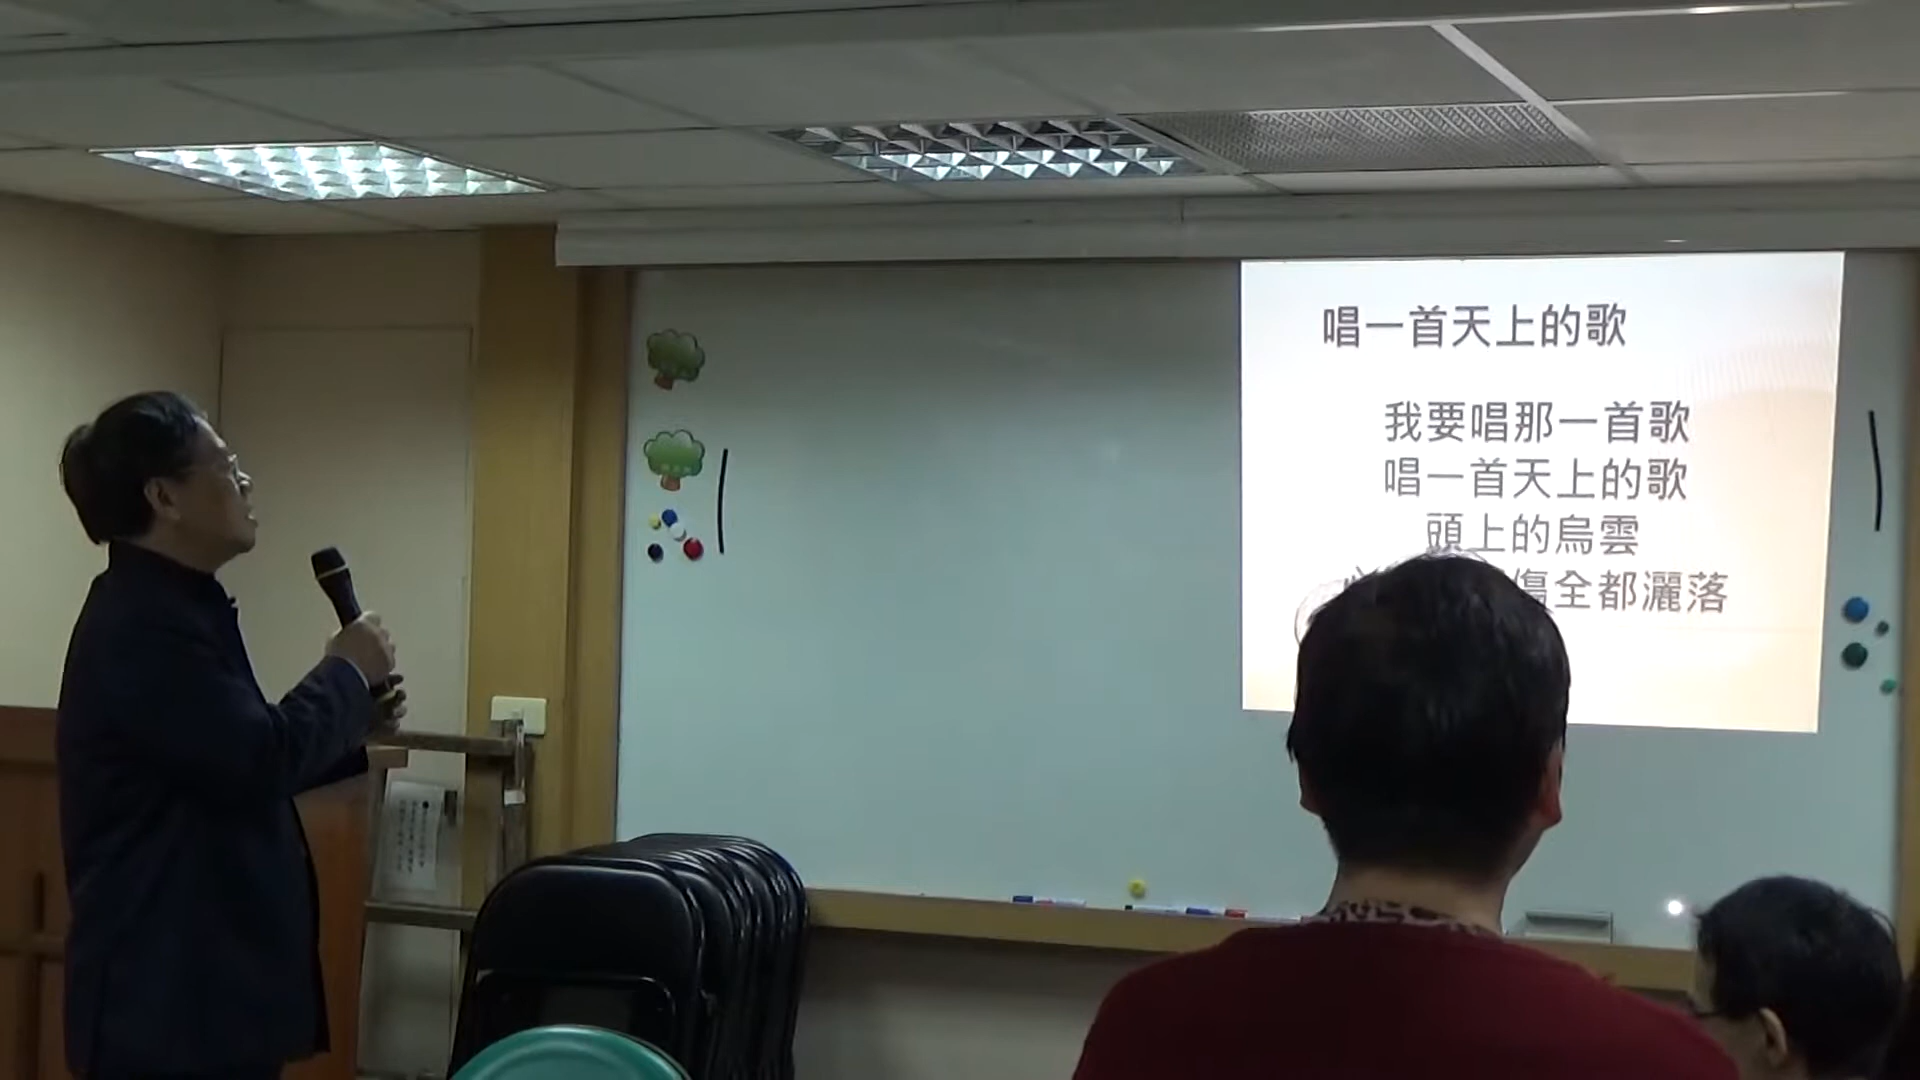 唱一首天上的歌
我要唱那一首歌
唱一首天上的歌
頭上的烏雲
傷全都灑落